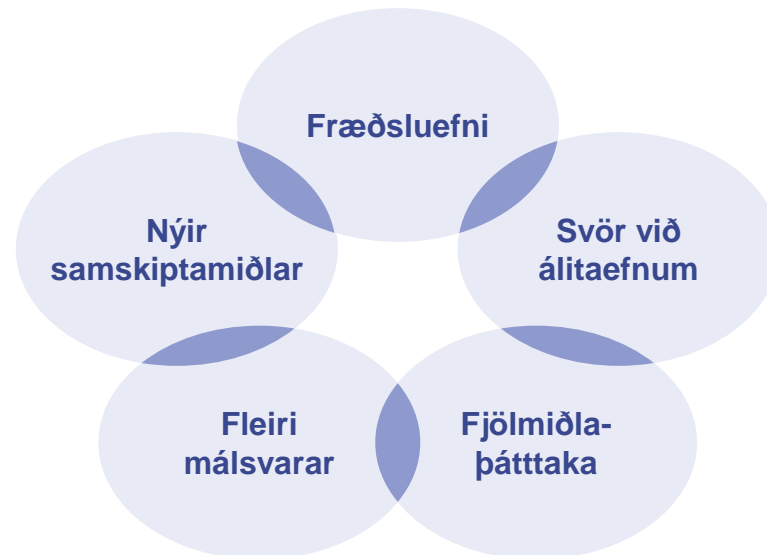 Fræðsluefni
Nýir
samskiptamiðlar
Svör við
álitaefnum
Fleiri
málsvarar
Fjölmiðla-
þátttaka